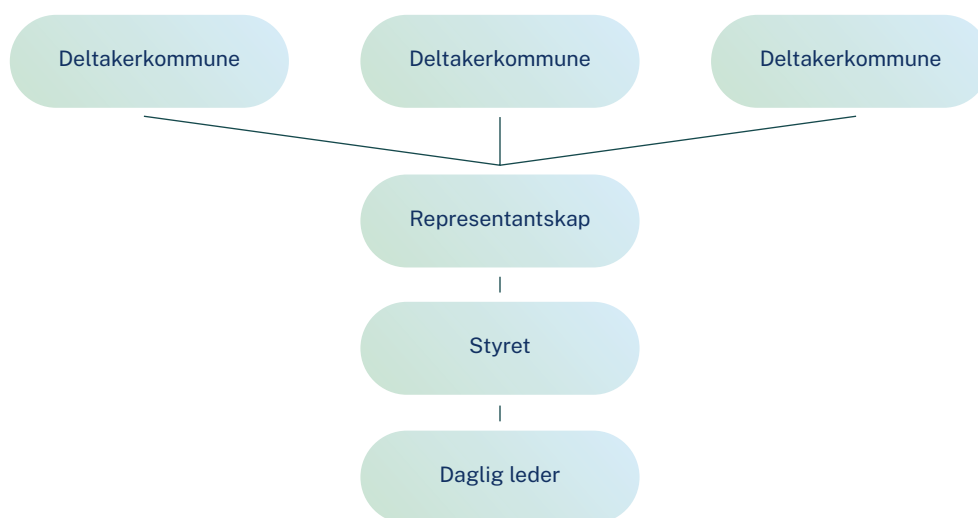 Deltakerkommune
Deltakerkommune
Deltakerkommune
Representantskap
Styret
Daglig leder